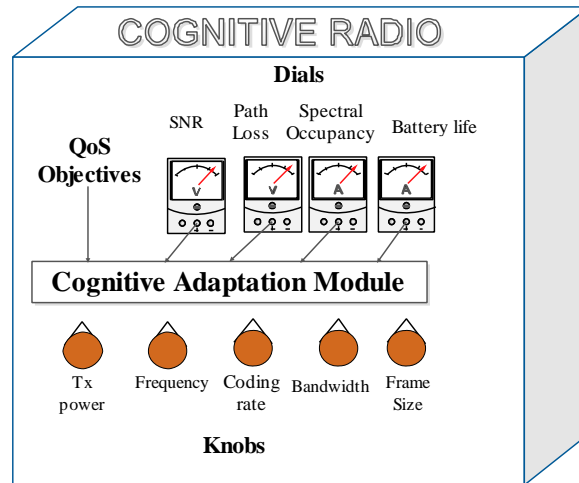 COGNITIVE RADIO
Dials
SNR
Path
Loss
Spectral
Occupancy
Battery life
QoS
Objectives
V
V
A
A
Cognitive Adaptation Module
Tx
power
Frequency
Coding
rate
Bandwidth
Frame
Size
Knobs